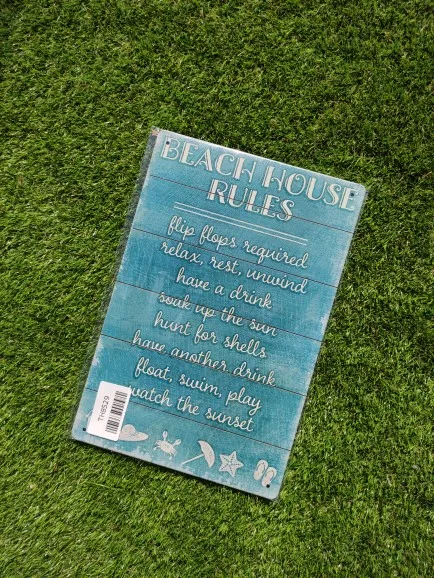 BEACH HOUSE
RULES
flip flops required
relax, rest, unwind
have a drink
soak up the sun
hunt for shells
have another drink
float, swim, play
watch the sunset
TH8529